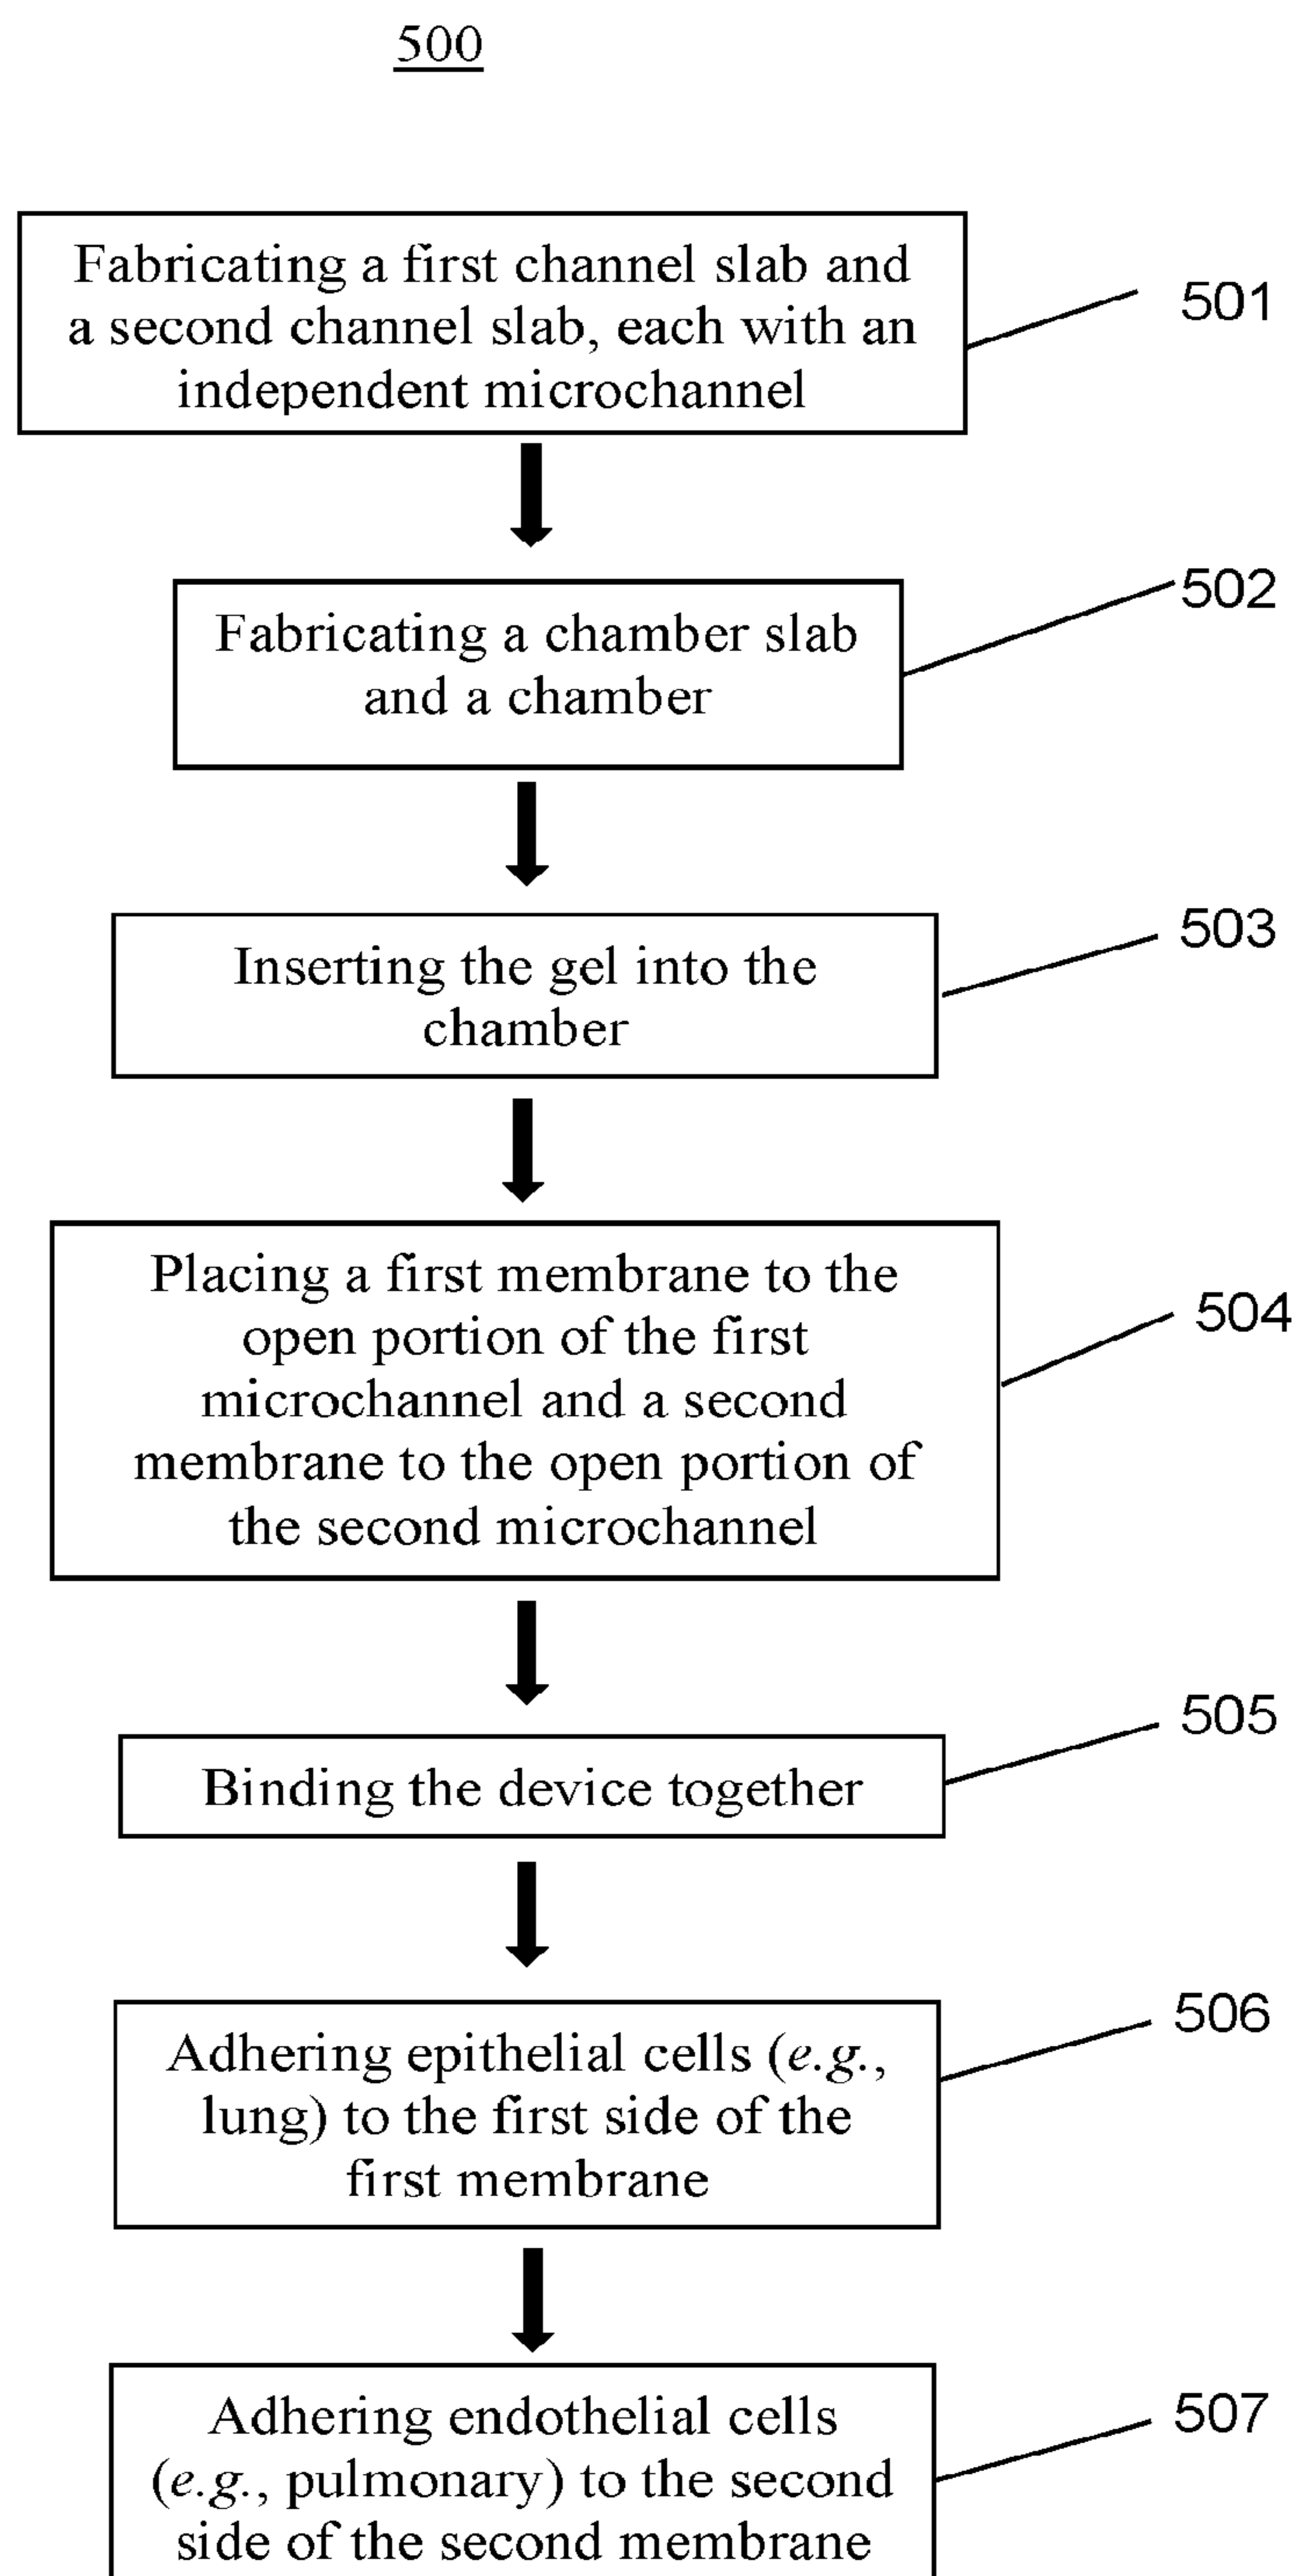 500
Fabricating a first channel slab and
a second channel slab, each with an
independent microchannel
501
Fabricating a chamber slab
and a chamber
502
Inserting the gel into the
chamber
503
Placing a first membrane to the
open portion of the first
microchannel and a second
membrane to the open portion of
the second microchannel
504
Binding the device together
505
Adhering epithelial cells (e.g.,
lung) to the first side of the
first membrane
506
Adhering endothelial cells
(e.g., pulmonary) to the second
side of the second membrane
507